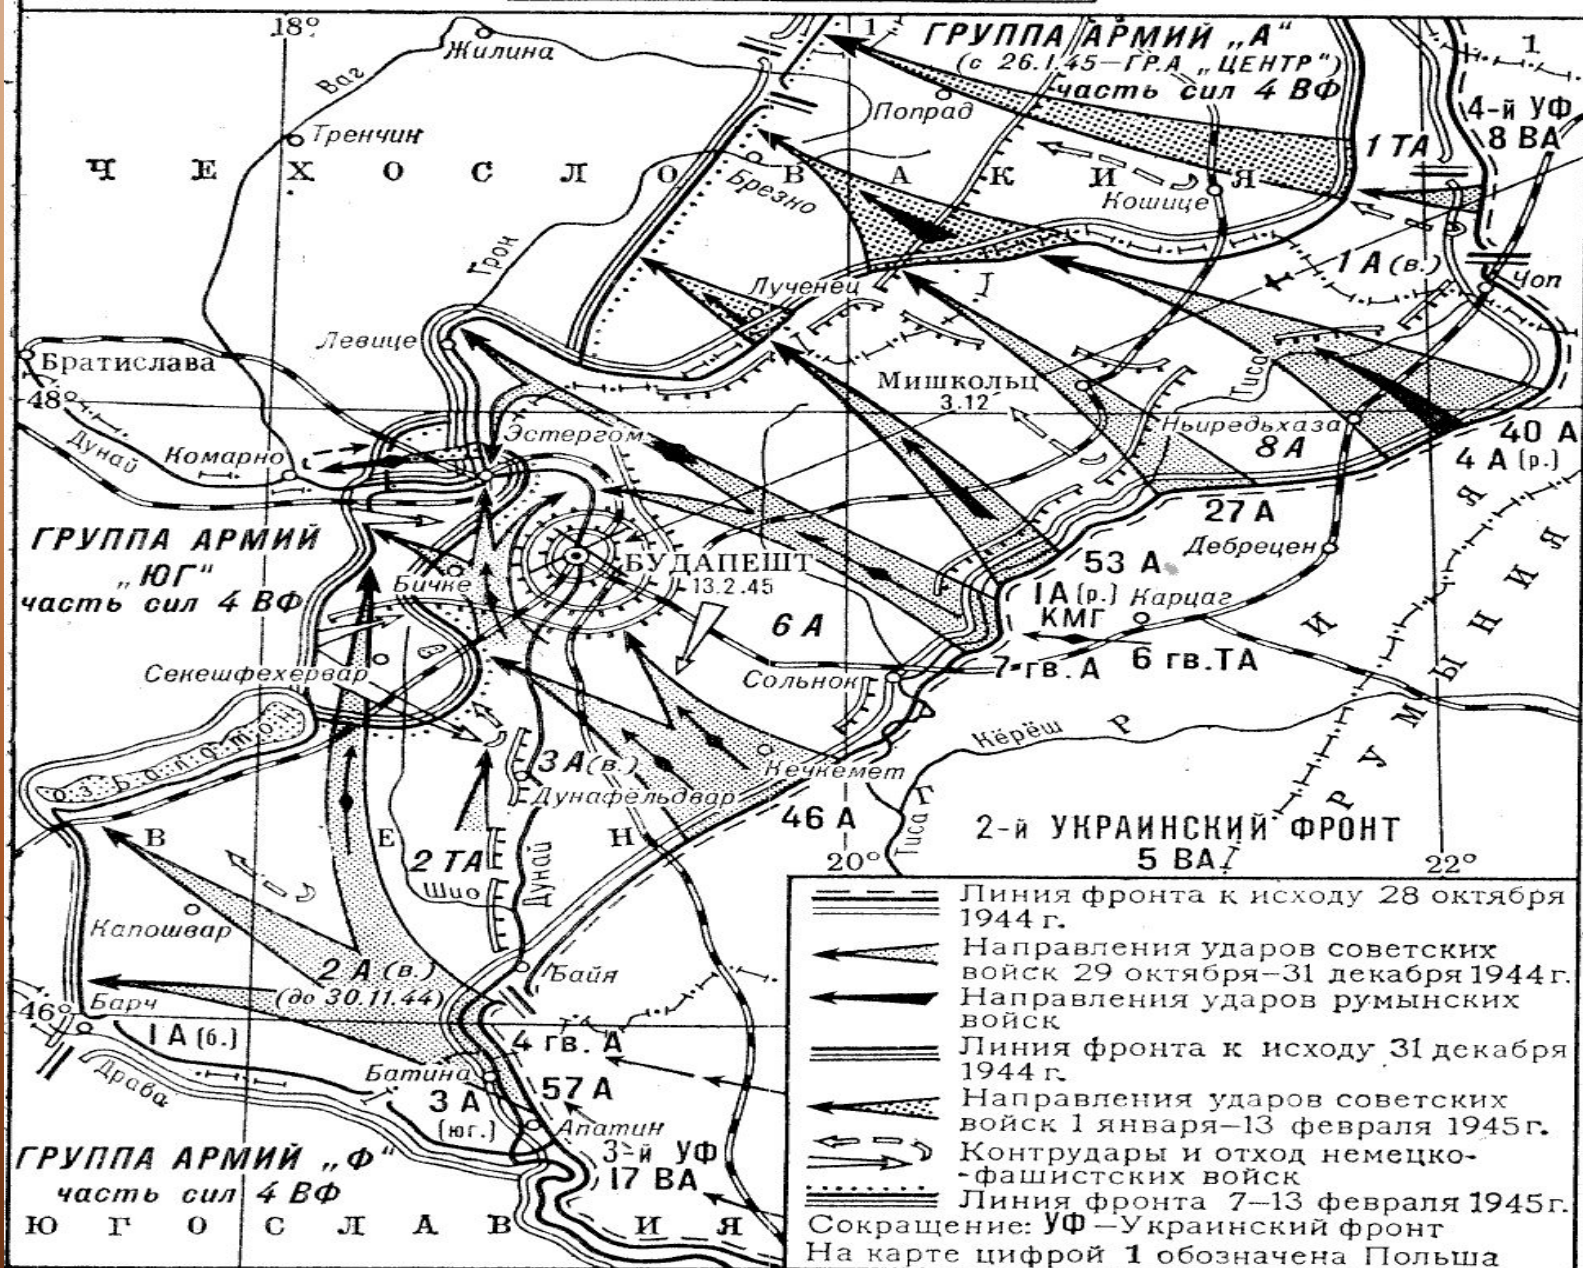 18°
Жилина
Ваг
1
ГРУППА АРМИЙ „А“
(с 26.1.45—ГР.А „ЦЕНТР“)
часть сил 4 ВФ
1
4-й УФ
8 ВА
Попрад
Тренчин
1 ТА
ЧЕХОСЛОВАКИЯ
Брезно
Кошице
Грон
1 А (в.)
Чоп
Лученец
Левице
Братислава
Мишкольц
3.12
Тиса
48°
Дунай
Эстергом
Комарно
Ньиредьхаза
8 А
40 А
4 А (р.)
27 А
ГРУППА АРМИЙ
„ЮГ“
часть сил 4 ВФ
БУДАПЕШТ
13.2.45
Дебрецен
53 А
1А (р.)
КМГ
Карцаг
Бичке
6 А
7 гв. А
6 гв.ТА
Секешфехервар
Сольнок
РУМЫНИЯ
Кёрёш
оз. Балатон
3 А (в.)
Кечкемет
Дунафельдвар
46 А
Тиса
2-й УКРАИНСКИЙ ФРОНТ
5 ВА
ВЕНГРИЯ
2 ТА
Шио
Дунай
20°
22°
Капошвар
2 А (в.)
(до 30.11.44)
Байя
46°
Барч
1 А (б.)
4 гв. А
Драва
Батина
57 А
3 А
(юг.)
Апатин
3-й УФ
17 ВА
ГРУППА АРМИЙ „Ф“
часть сил 4 ВФ
ЮГОСЛАВИЯ
Линия фронта к исходу 28 октября
1944 г.
Направления ударов советских
войск 29 октября—31 декабря 1944 г.
Направления ударов румынских
войск
Линия фронта к исходу 31 декабря
1944 г.
Направления ударов советских
войск 1 января—13 февраля 1945 г.
Контрудары и отход немецко-
-фашистских войск
Линия фронта 7—13 февраля 1945 г.
Сокращение: УФ—Украинский фронт
На карте цифрой 1 обозначена Польша